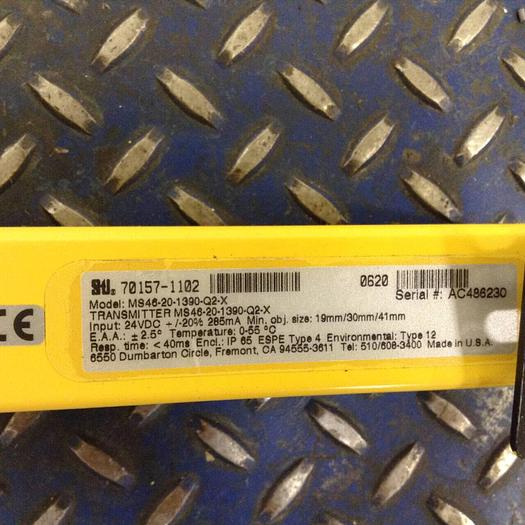 STI® 70157-1102 0620
Model: MS46-20-1390-Q2-X Serial #: AC486230
TRANSMITTER MS46-20-1390-Q2-X
Input: 24VDC +/-20% 285mA Min. obj. size: 19mm/30mm/41mm
E.A.A.: ± 2.5° Temperature: 0-55 °C
Resp. time: < 40ms Encl.: IP 65 ESPE Type 4 Environmental: Type 12
6550 Dumbarton Circle, Fremont, CA 94555-3611 Tel: 510/608-3400 Made in U.S.A.
CE